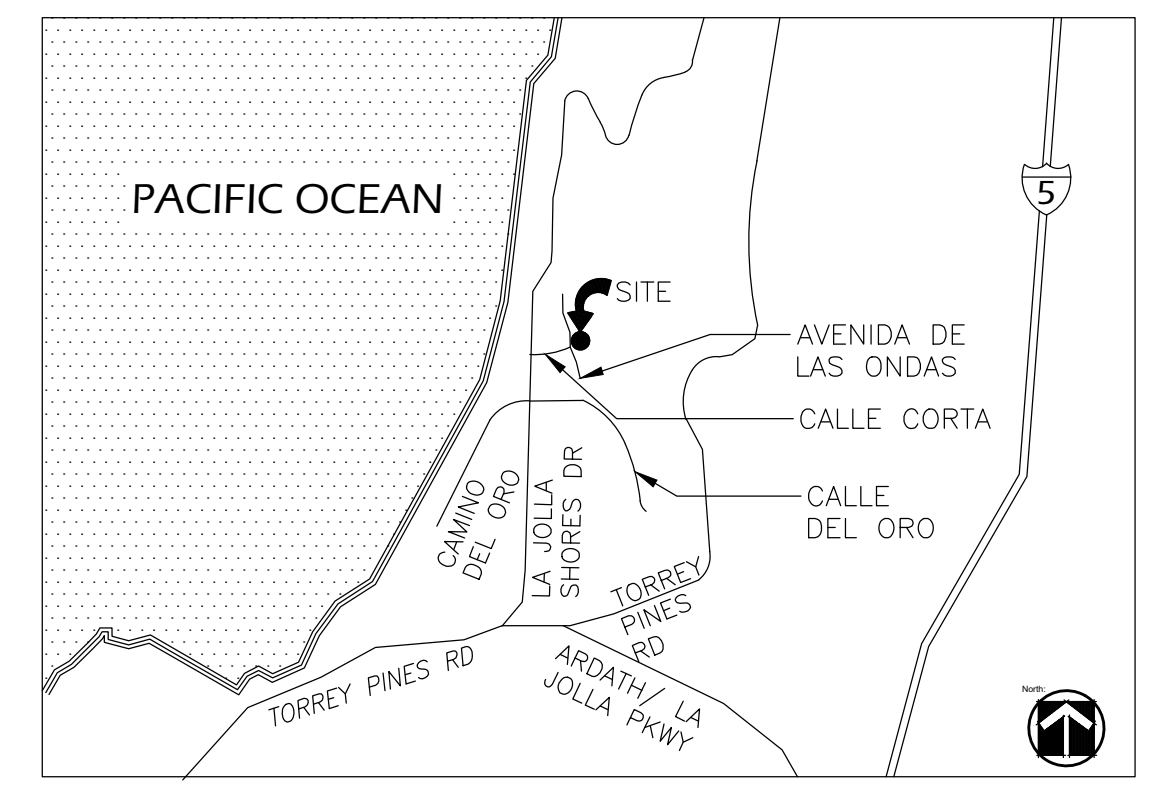 PACIFIC OCEAN
5
SITE
AVENIDA DE
LAS ONDAS
CALLE CORTA
CALLE
DEL ORO
CAMINO
DEL ORO
LA JOLLA
SHORES DR
TORREY
PINES
RD
TORREY PINES RD
ARDATH/ LA
JOLLA PKWY
North: